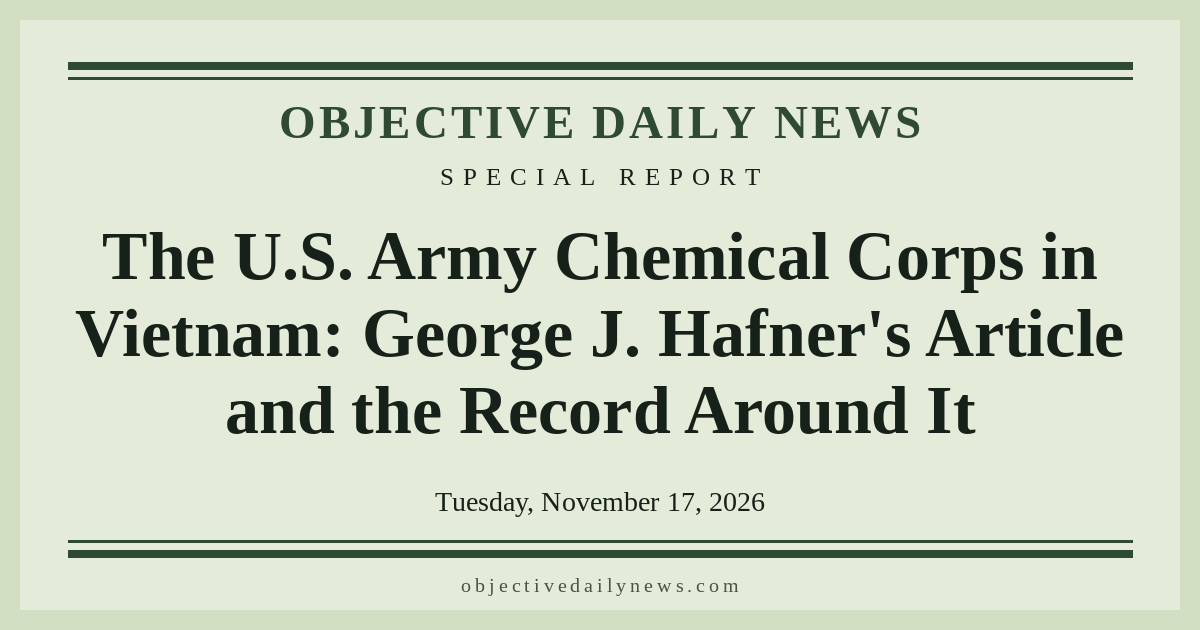 OBJECTIVE DAILY NEWS
SPECIAL REPORT
The U.S. Army Chemical Corps in
Vietnam: George J. Hafner's Article
and the Record Around It
Tuesday, November 17, 2026
objectivedailynews.com